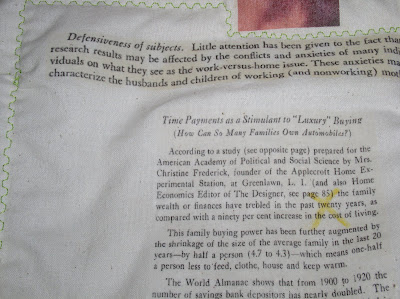 Defensiveness of subjects. Little attention has been given to the fact tha
research results may be affected by the conflicts and anxieties of many indi
viduals on what they see as the work-versus-home issue. These anxieties ma
characterize the husbands and children of working (and nonworking) mot
Time Payments as a Stimulant to "Luxury" Buying
(How Can So Many Families Own Automobiles?)
According to a study (see opposite page) prepared for the
American Academy of Political and Social Science by Mrs.
Christine Frederick, founder of the Applecroft Home Ex-
perimental Station, at Greenlawn, L. I. (and also Home
Economics Editor of The Designer, see page 85) the family
wealth or finances have trebled in the past twenty years, as
compared with a ninety per cent increase in the cost of living.
This family buying power has been further augmented by
the shrinkage of the size of the average family in the last 20
years—by half a person (4.7 to 4.3)—which means one-half
a person less to feed, clothe, house and keep warm.
The World Almanac shows that from 1900 to 1920 the
number of savings bank depositors has nearly doubled. The